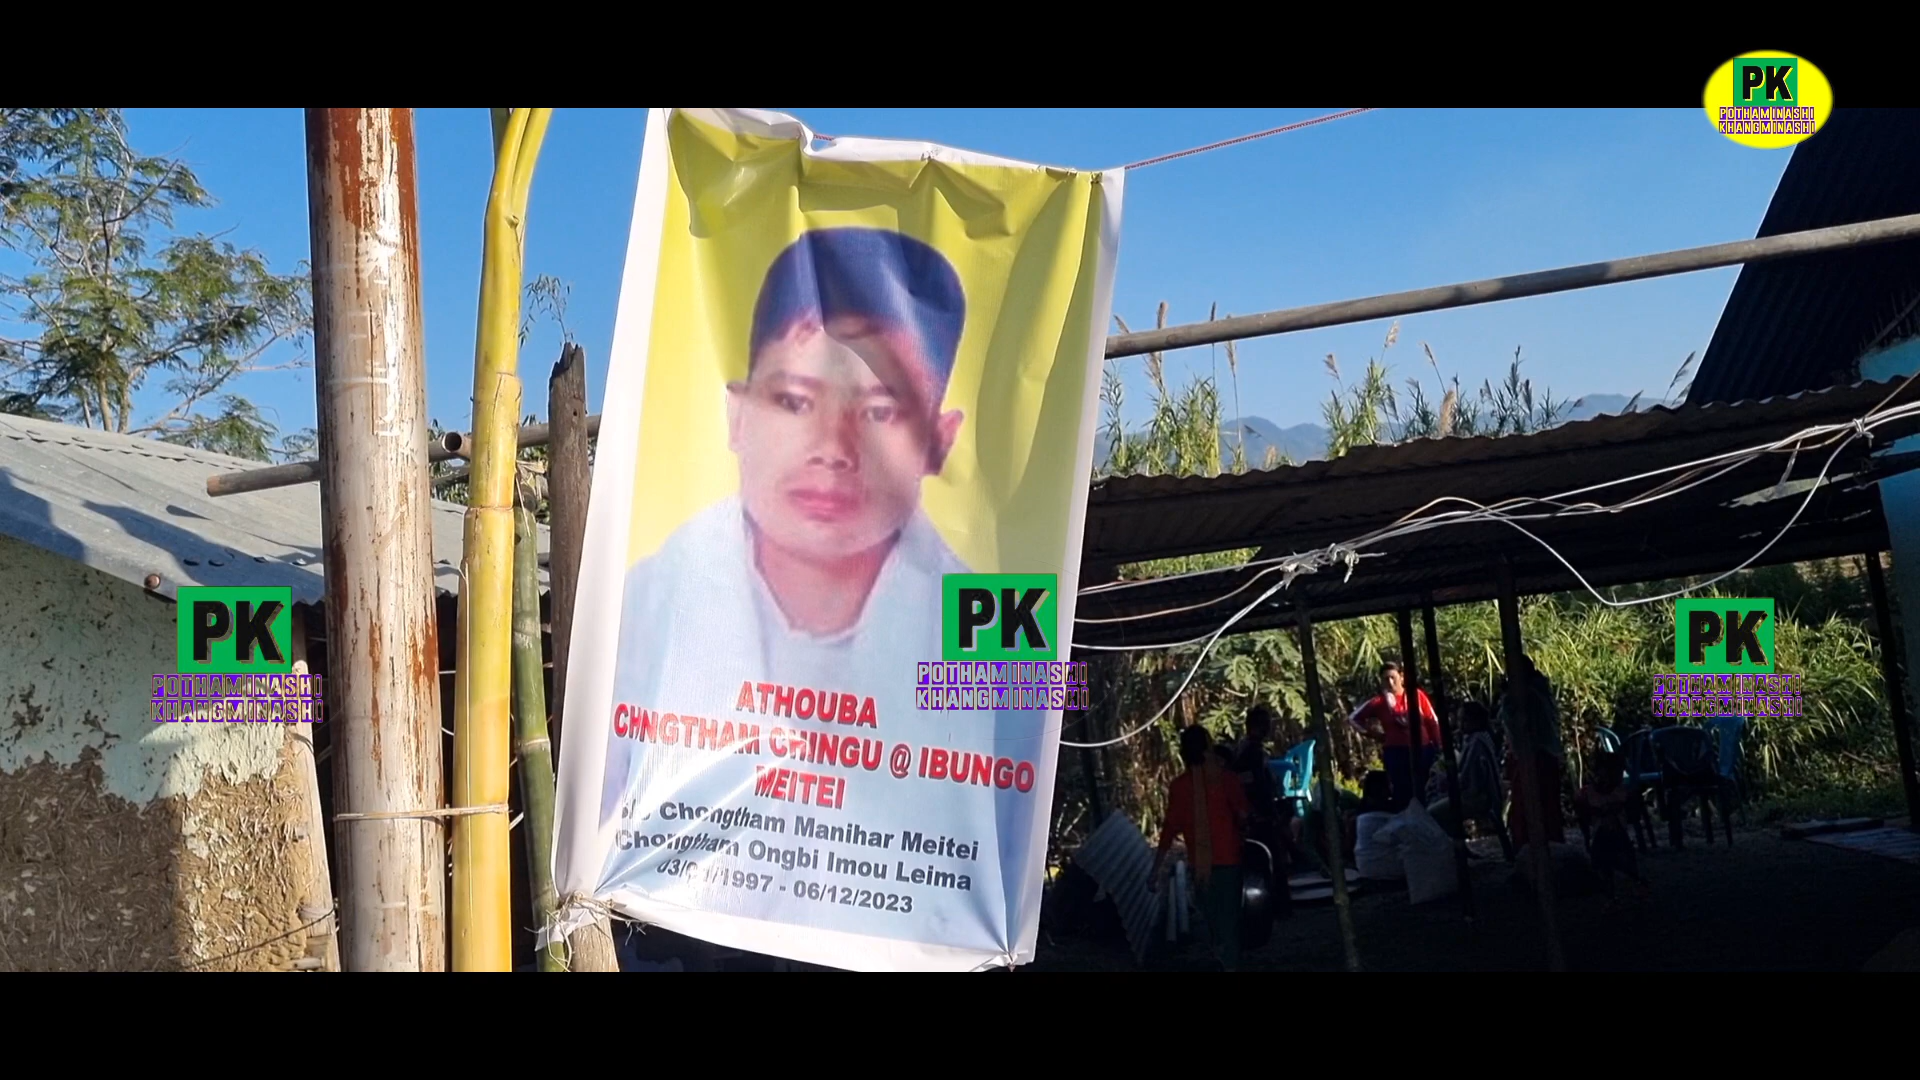 PK
POTHAMINASHI
KHANGMINASHI
ATHOUBA
CHNGTHAM CHINGU @ IBUNGO
MEITEI
Chongtham Manihar Meitei
Chongtham Ongbi Imou Leima
- 06/12/2023
PK
POTHAMINASHI
KHANGMINASHI
PK
POTHAMINASHI
KHANGMINASHI
PK
POTHAMINASHI
KHANGMINASHI